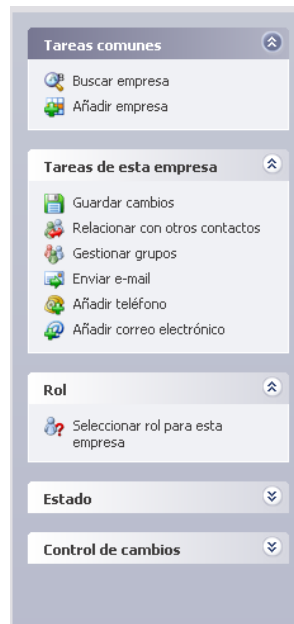 Tareas comunes
Buscar empresa
Añadir empresa
Tareas de esta empresa
Guardar cambios
Relacionar con otros contactos
Gestionar grupos
Enviar e-mail
Añadir teléfono
Añadir correo electrónico
Rol
Seleccionar rol para esta
empresa
Estado
Control de cambios